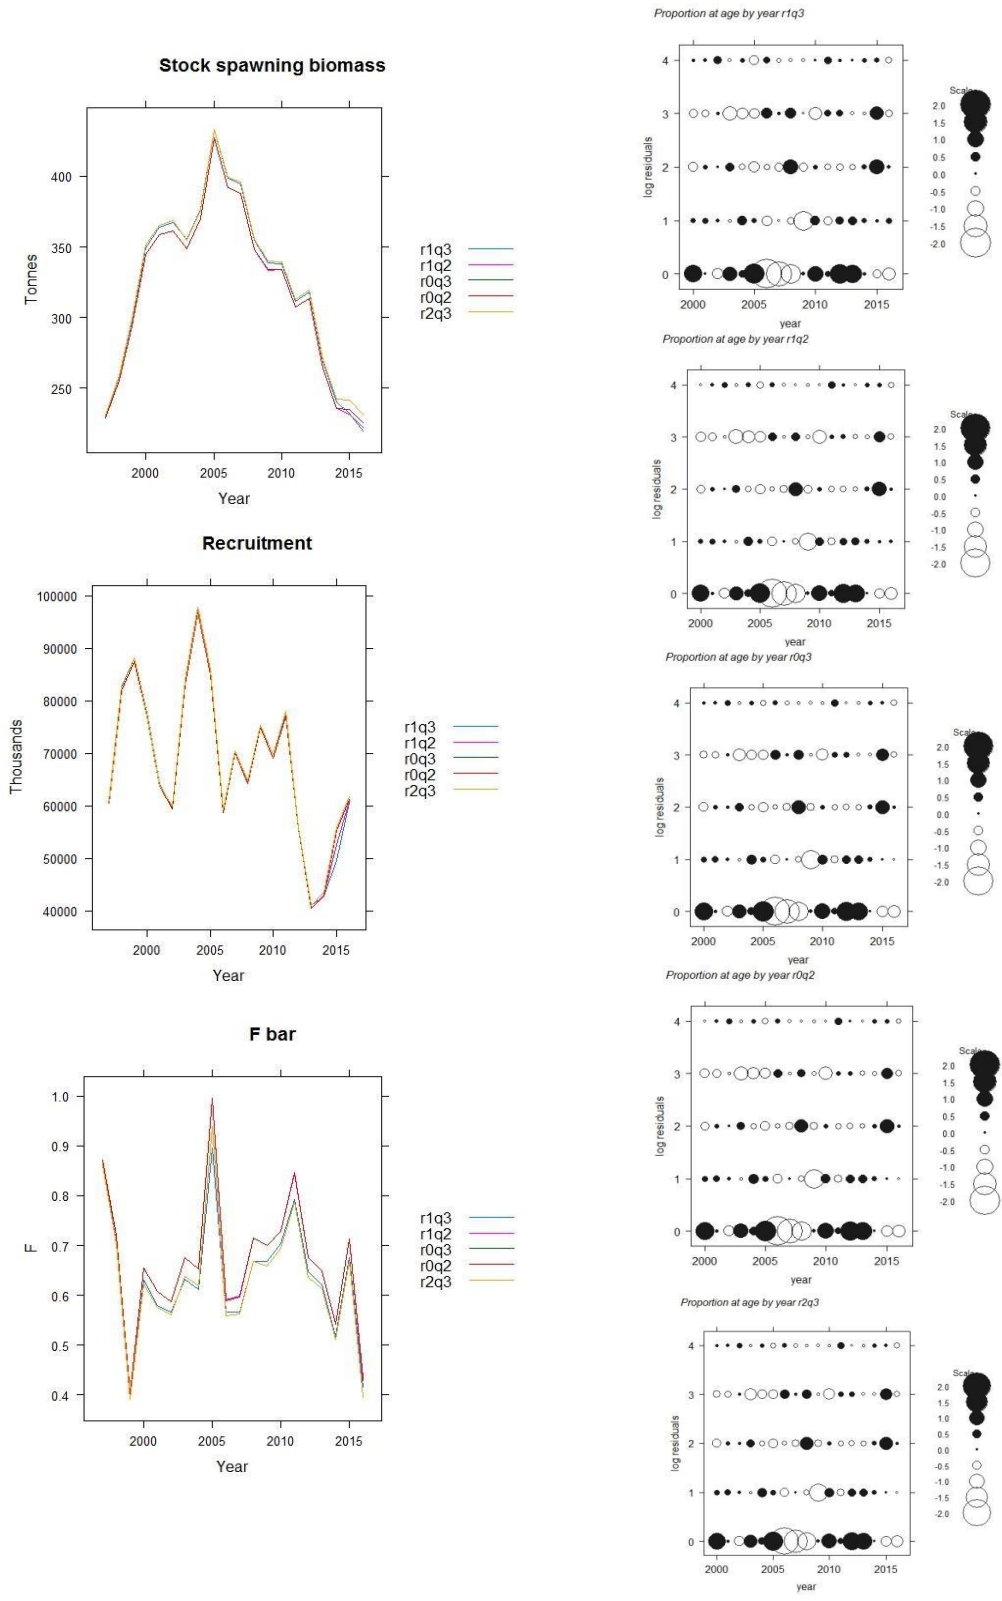 Stock spawning biomass
400
350
300
250
Tonnes
2000 2005 2010 2015
Year
r1q3
r1q2
r0q3
r0q2
r2q3
Recruitment
100000
90000
80000
70000
60000
50000
40000
Thousands
2000 2005 2010 2015
Year
r1q3
r1q2
r0q3
r0q2
r2q3
F bar
1.0
0.9
0.8
0.7
0.6
0.5
0.4
F
2000 2005 2010 2015
Year
r1q3
r1q2
r0q3
r0q2
r2q3
Proportion at age by year r1q3
4
3
2
1
0
log residuals
2000 2005 2010 2015
year
Scale
2.0
1.5
1.0
0.5
0.0
-0.5
-1.0
-1.5
-2.0
Proportion at age by year r1q2
4
3
2
1
0
log residuals
2000 2005 2010 2015
year
Scale
2.0
1.5
1.0
0.5
0.0
-0.5
-1.0
-1.5
-2.0
Proportion at age by year r0q3
4
3
2
1
0
log residuals
2000 2005 2010 2015
year
Scale
2.0
1.5
1.0
0.5
0.0
-0.5
-1.0
-1.5
-2.0
Proportion at age by year r0q2
4
3
2
1
0
log residuals
2000 2005 2010 2015
year
Scale
2.0
1.5
1.0
0.5
0.0
-0.5
-1.0
-1.5
-2.0
Proportion at age by year r2q3
4
3
2
1
0
log residuals
2000 2005 2010 2015
year
Scale
2.0
1.5
1.0
0.5
0.0
-0.5
-1.0
-1.5
-2.0